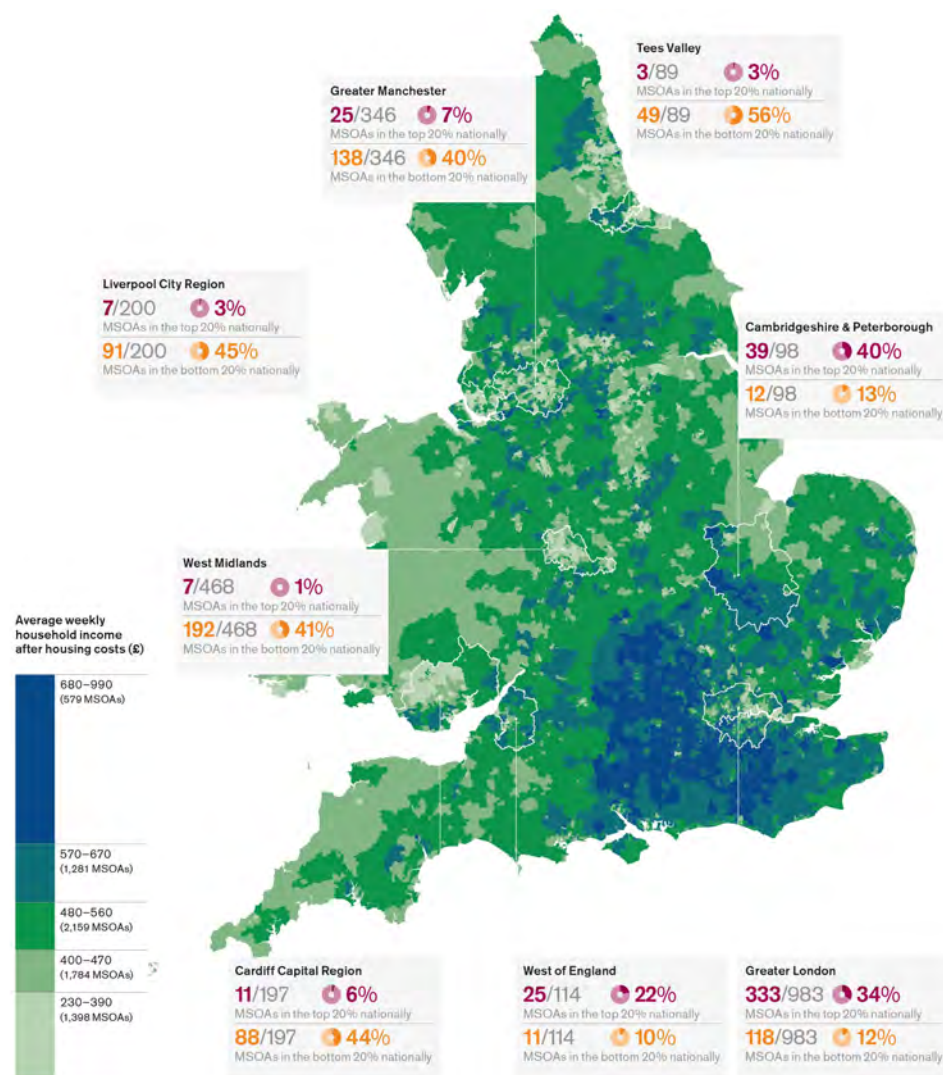 Tees Valley
3/89 3%
MSOAs in the top 20% nationally
49/89 56%
MSOAs in the bottom 20% nationally
Greater Manchester
25/346 7%
MSOAs in the top 20% nationally
138/346 40%
MSOAs in the bottom 20% nationally
Liverpool City Region
7/200 3%
MSOAs in the top 20% nationally
91/200 45%
MSOAs in the bottom 20% nationally
Cambridgeshire & Peterborough
39/98 40%
MSOAs in the top 20% nationally
12/98 13%
MSOAs in the bottom 20% nationally
West Midlands
7/468 1%
MSOAs in the top 20% nationally
192/468 41%
MSOAs in the bottom 20% nationally
Average weekly
household income
after housing costs (£)
680–990
(579 MSOAs)
570–670
(1,281 MSOAs)
480–560
(2,159 MSOAs)
400–470
(1,784 MSOAs)
230–390
(1,398 MSOAs)
Cardiff Capital Region
11/197 6%
MSOAs in the top 20% nationally
88/197 44%
MSOAs in the bottom 20% nationally
West of England
25/114 22%
MSOAs in the top 20% nationally
11/114 10%
MSOAs in the bottom 20% nationally
Greater London
333/983 34%
MSOAs in the top 20% nationally
118/983 12%
MSOAs in the bottom 20% nationally